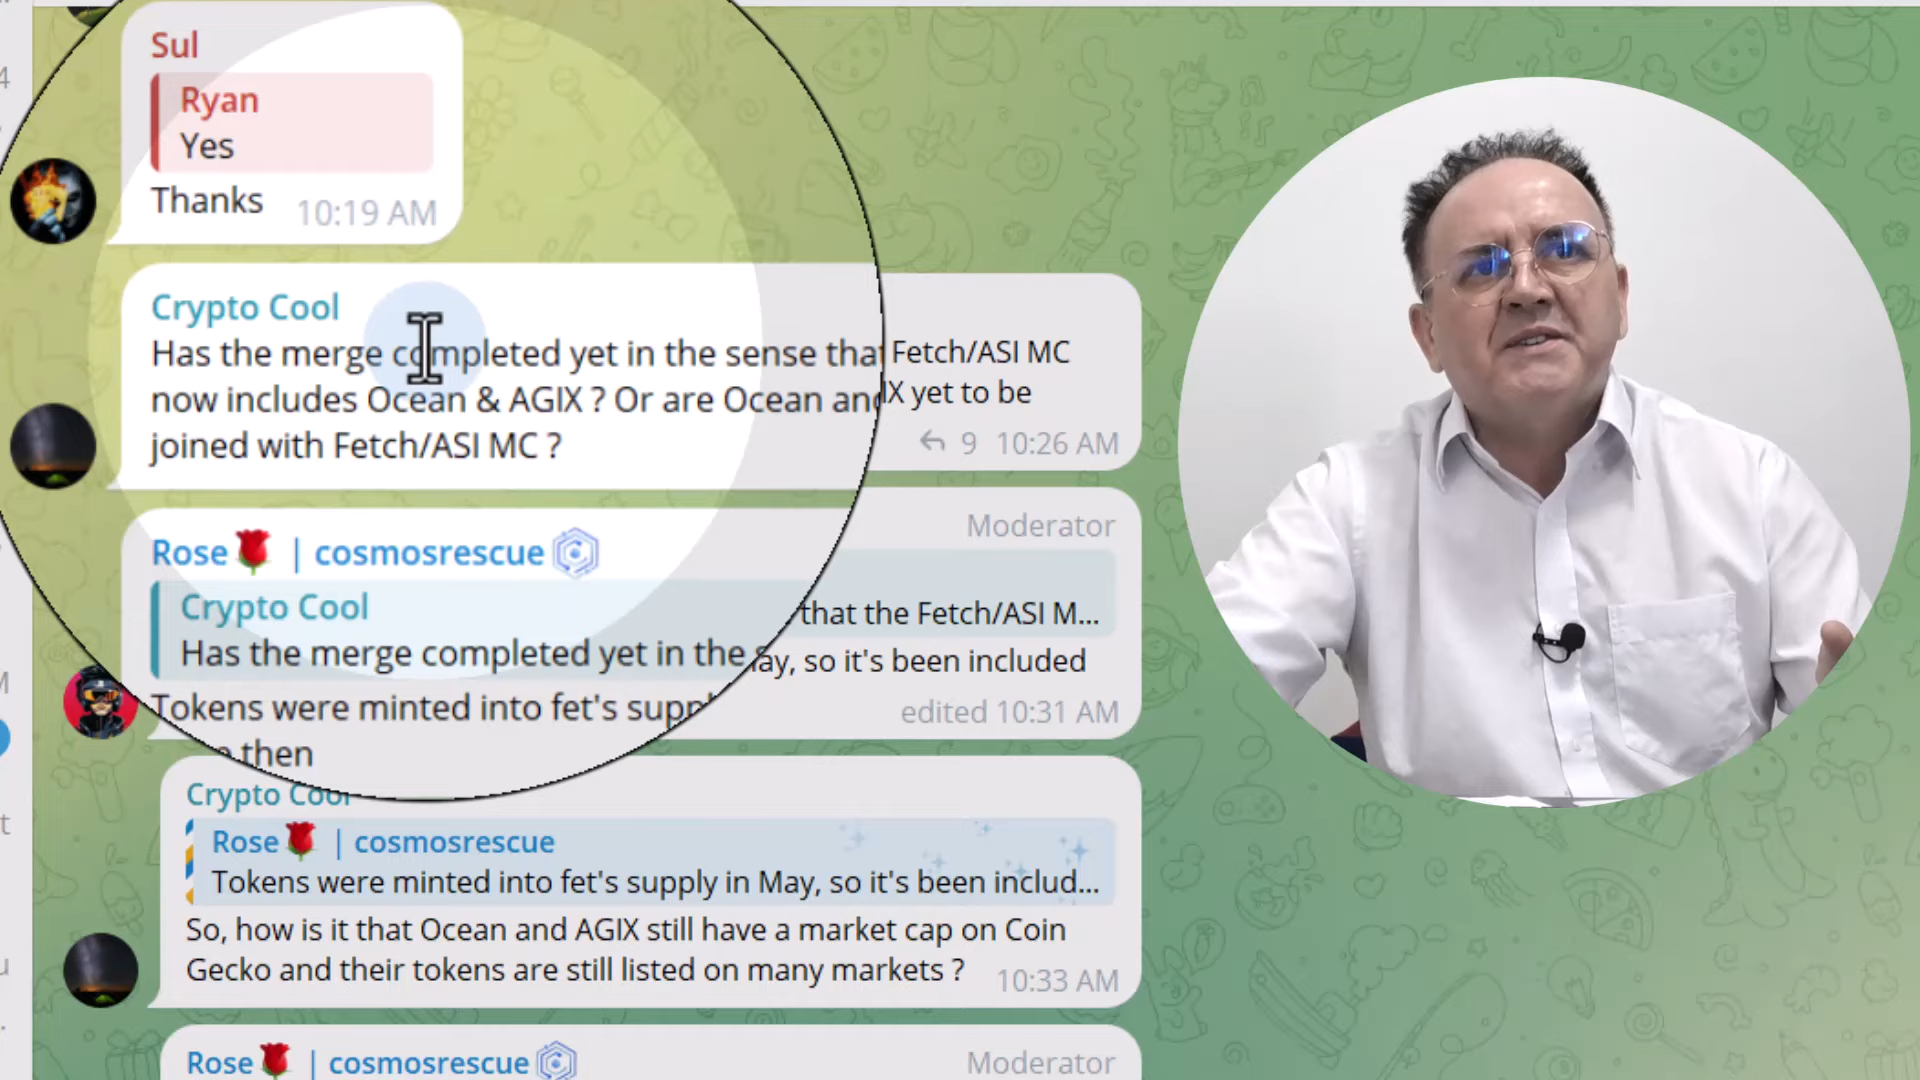 Sul
Ryan
Yes
Thanks 10:19 AM
Crypto Cool
Has the merge completed yet in the sense that Fetch/ASI MC
now includes Ocean & AGIX ? Or are Ocean and IX yet to be
joined with Fetch/ASI MC ?
9 10:26 AM
Rose🌹 | cosmosrescue Moderator
Crypto Cool
Has the merge completed yet in the s that the Fetch/ASI M...
Tokens were minted into fet's supply ay, so it's been included
then
edited 10:31 AM
Crypto Cool
Rose🌹 | cosmosrescue
Tokens were minted into fet's supply in May, so it's been includ...
So, how is it that Ocean and AGIX still have a market cap on Coin
Gecko and their tokens are still listed on many markets ? 10:33 AM
Rose🌹 | cosmosrescue Moderator